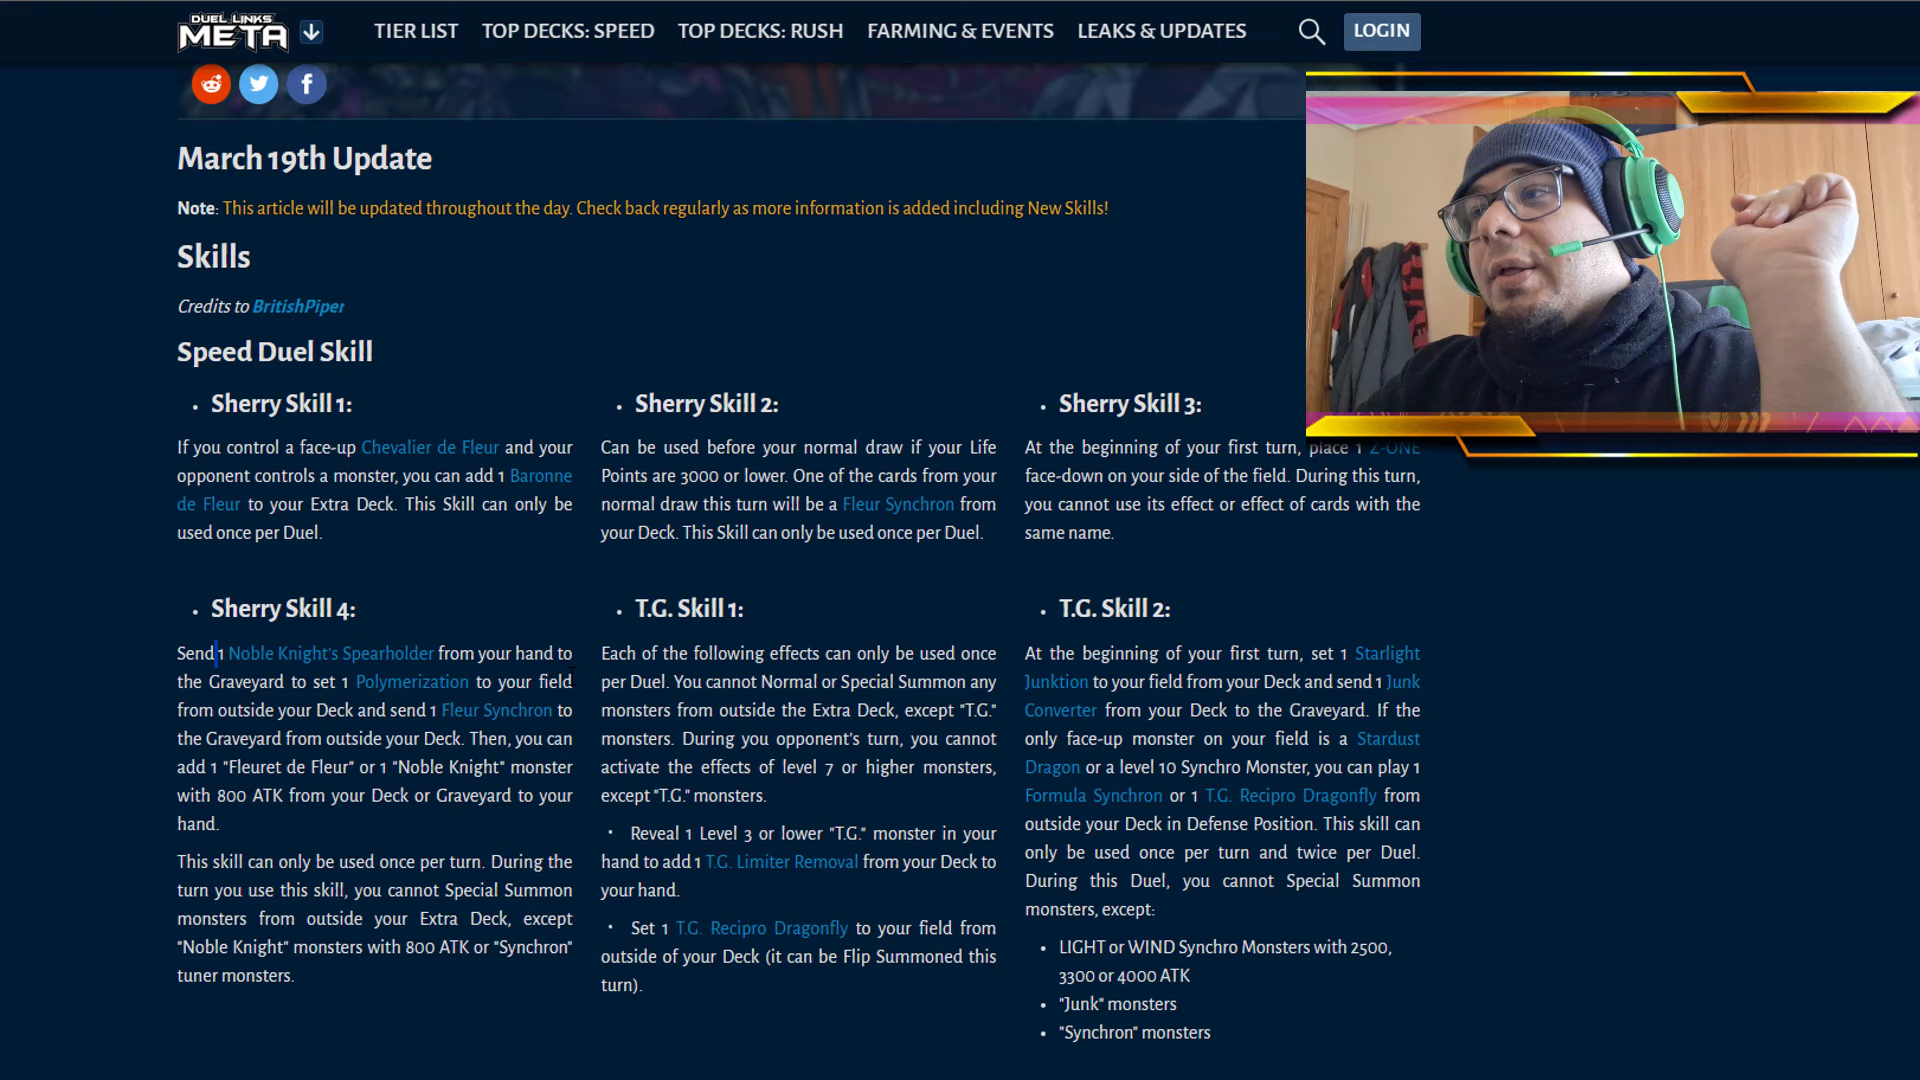 DUEL LINKS
META
TIER LIST
TOP DECKS: SPEED
TOP DECKS: RUSH
FARMING & EVENTS
LEAKS & UPDATES
LOGIN
March 19th Update
Note: This article will be updated throughout the day. Check back regularly as more information is added including New Skills!
Skills
Credits to BritishPiper
Speed Duel Skill
• Sherry Skill 1:
If you control a face-up Chevalier de Fleur and your
opponent controls a monster, you can add 1 Baronne
de Fleur to your Extra Deck. This Skill can only be
used once per Duel.
• Sherry Skill 2:
Can be used before your normal draw if your Life
Points are 3000 or lower. One of the cards from your
normal draw this turn will be a Fleur Synchron from
your Deck. This Skill can only be used once per Duel.
• Sherry Skill 3:
At the beginning of your first turn, place 1 Z-ONE
face-down on your side of the field. During this turn,
you cannot use its effect or effect of cards with the
same name.
• Sherry Skill 4:
Send 1 Noble Knight's Spearholder from your hand to
the Graveyard to set 1 Polymerization to your field
from outside your Deck and send 1 Fleur Synchron to
the Graveyard from outside your Deck. Then, you can
add 1 "Fleuret de Fleur" or 1 "Noble Knight" monster
with 800 ATK from your Deck or Graveyard to your
hand.
This skill can only be used once per turn. During the
turn you use this skill, you cannot Special Summon
monsters from outside your Extra Deck, except
"Noble Knight" monsters with 800 ATK or "Synchron"
tuner monsters.
• T.G. Skill 1:
Each of the following effects can only be used once
per Duel. You cannot Normal or Special Summon any
monsters from outside the Extra Deck, except "T.G."
monsters. During you opponent's turn, you cannot
activate the effects of level 7 or higher monsters,
except "T.G." monsters.
• Reveal 1 Level 3 or lower "T.G." monster in your
hand to add 1 T.G. Limiter Removal from your Deck to
your hand.
• Set 1 T.G. Recipro Dragonfly to your field from
outside of your Deck (it can be Flip Summoned this
turn).
• T.G. Skill 2:
At the beginning of your first turn, set 1 Starlight
Junktion to your field from your Deck and send 1 Junk
Converter from your Deck to the Graveyard. If the
only face-up monster on your field is a Stardust
Dragon or a level 10 Synchro Monster, you can play 1
Formula Synchron or 1 T.G. Recipro Dragonfly from
outside your Deck in Defense Position. This skill can
only be used once per turn and twice per Duel.
During this Duel, you cannot Special Summon
monsters, except:
• LIGHT or WIND Synchro Monsters with 2500,
3300 or 4000 ATK
• "Junk" monsters
• "Synchron" monsters